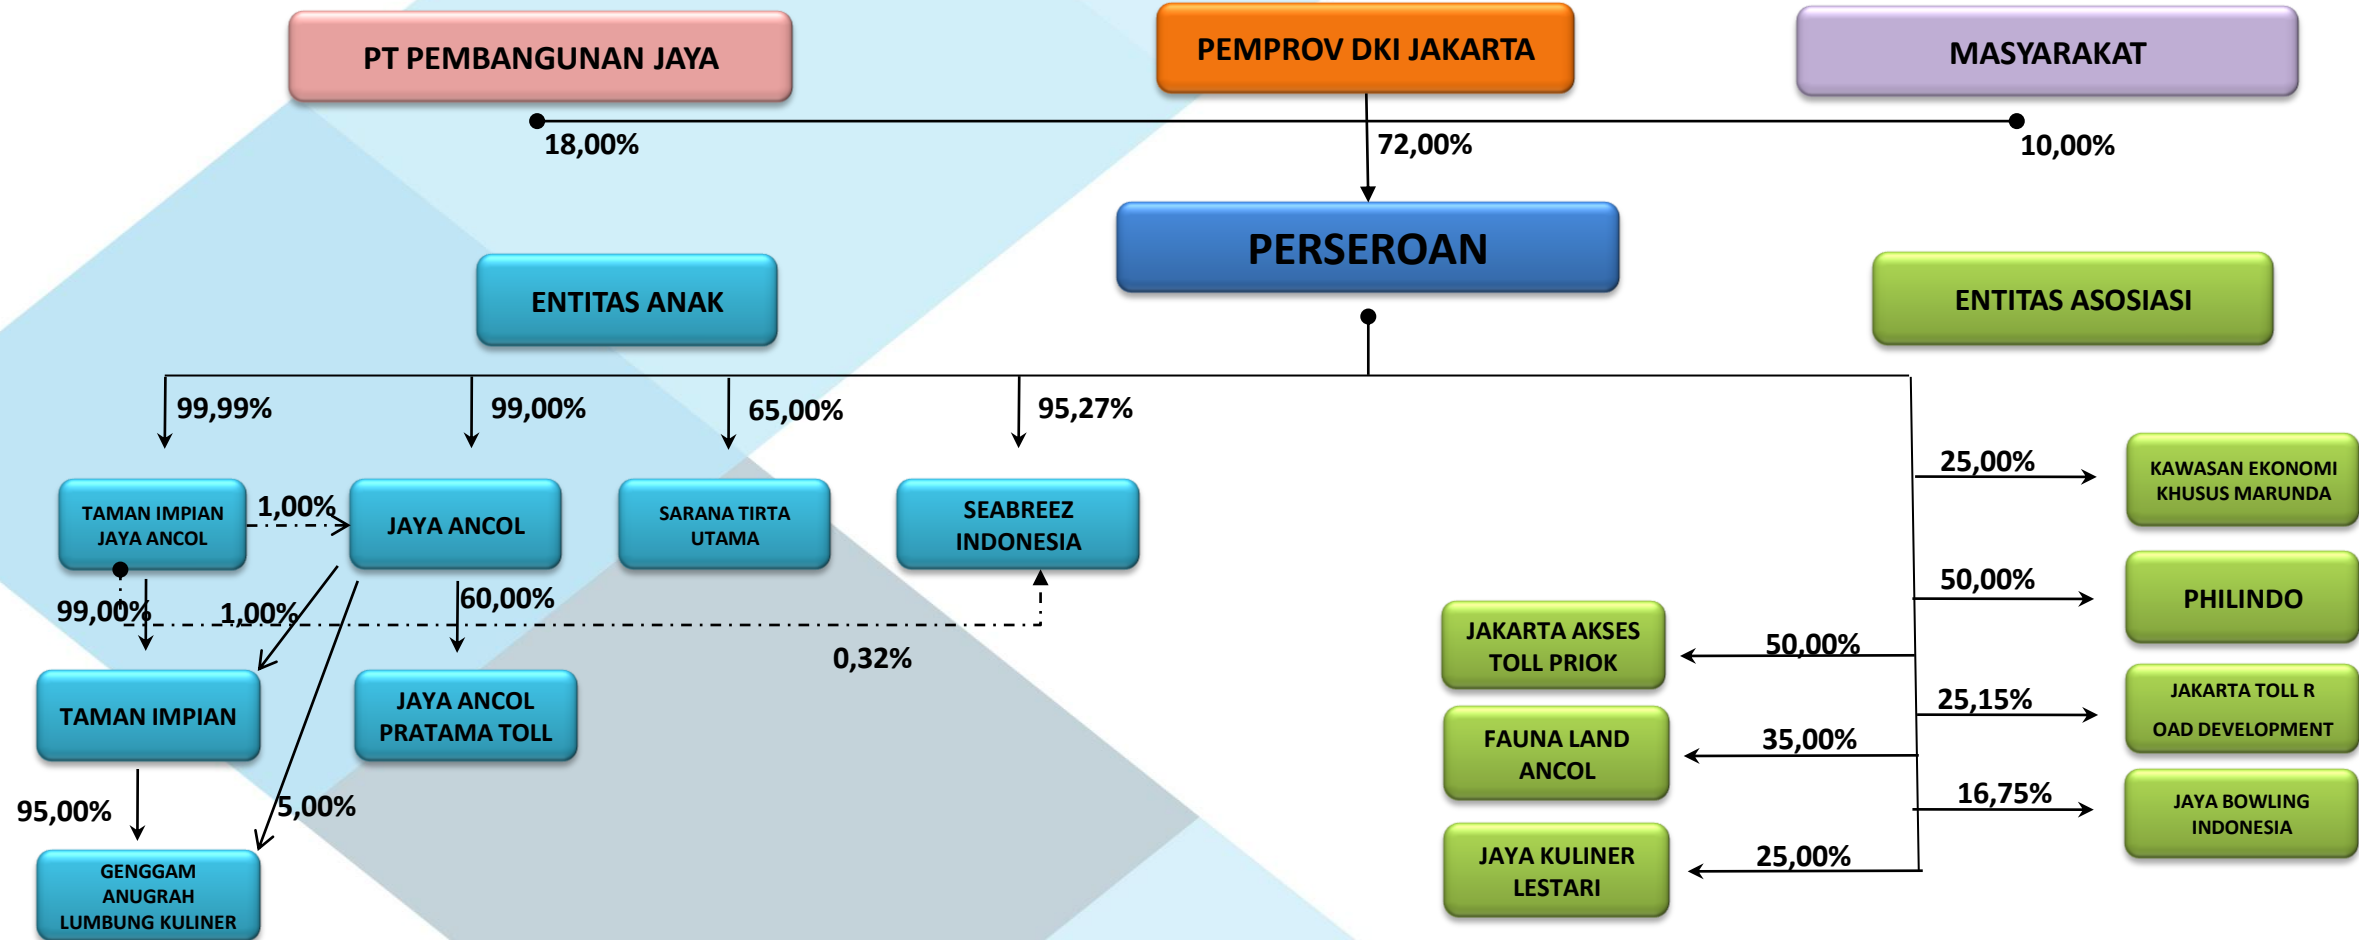 PT PEMBANGUNAN JAYA
PEMPROV DKI JAKARTA
MASYARAKAT
18,00%
72,00%
10,00%
PERSEROAN
ENTITAS ANAK
ENTITAS ASOSIASI
99,99%
99,00%
65,00%
95,27%
TAMAN IMPIAN
JAYA ANCOL
1,00%
JAYA ANCOL
SARANA TIRTA
UTAMA
SEABREEZ
INDONESIA
99,00%
1,00%
60,00%
0,32%
TAMAN IMPIAN
JAYA ANCOL
PRATAMA TOLL
95,00%
5,00%
GENGGAM
ANUGRAH
LUMBUNG KULINER
25,00%
KAWASAN EKONOMI
KHUSUS MARUNDA
50,00%
PHILINDO
JAKARTA AKSES
TOLL PRIOK
50,00%
25,15%
JAKARTA TOLL R
OAD DEVELOPMENT
FAUNA LAND
ANCOL
35,00%
16,75%
JAYA BOWLING
INDONESIA
JAYA KULINER
LESTARI
25,00%